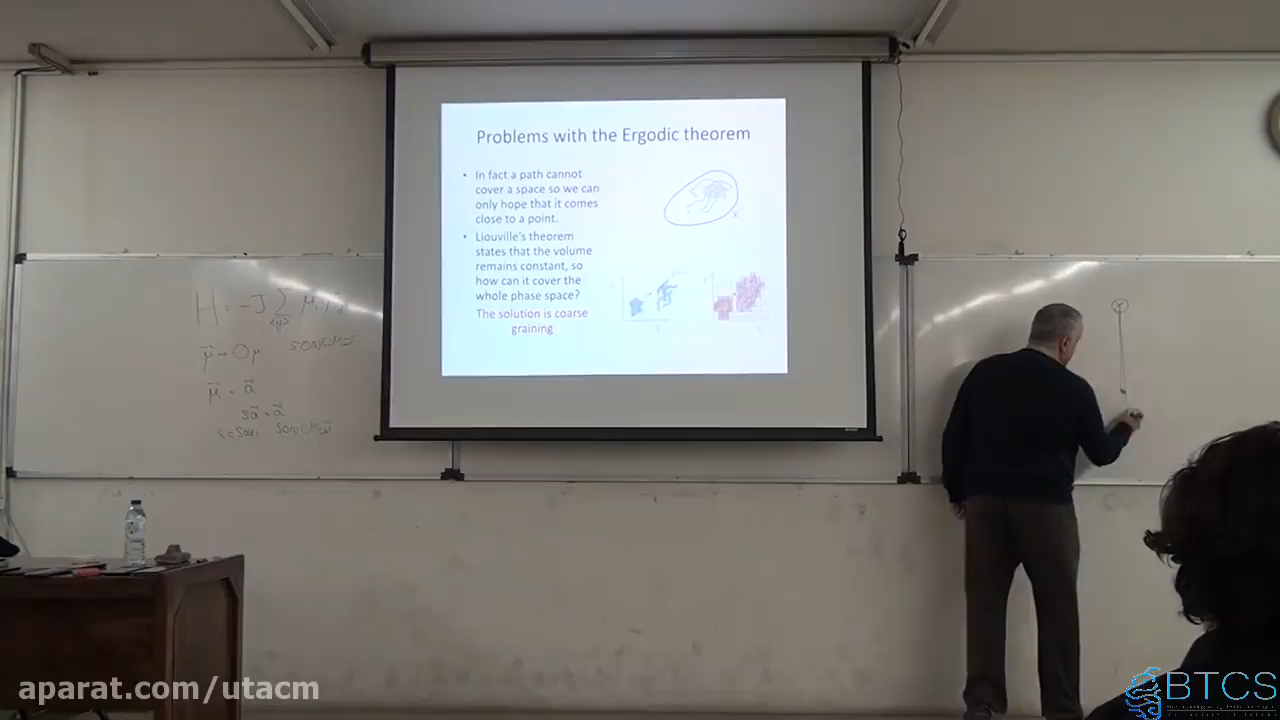 Problems with the Ergodic theorem
• In fact a path cannot
cover a space so we can
only hope that it comes
close to a point.
• Liouville's theorem
states that the volume
remains constant, so
how can it cover the
whole phase space?
The solution is coarse
graining
X
H = -J ∑ μ
aparat.com/utacm
BTCS